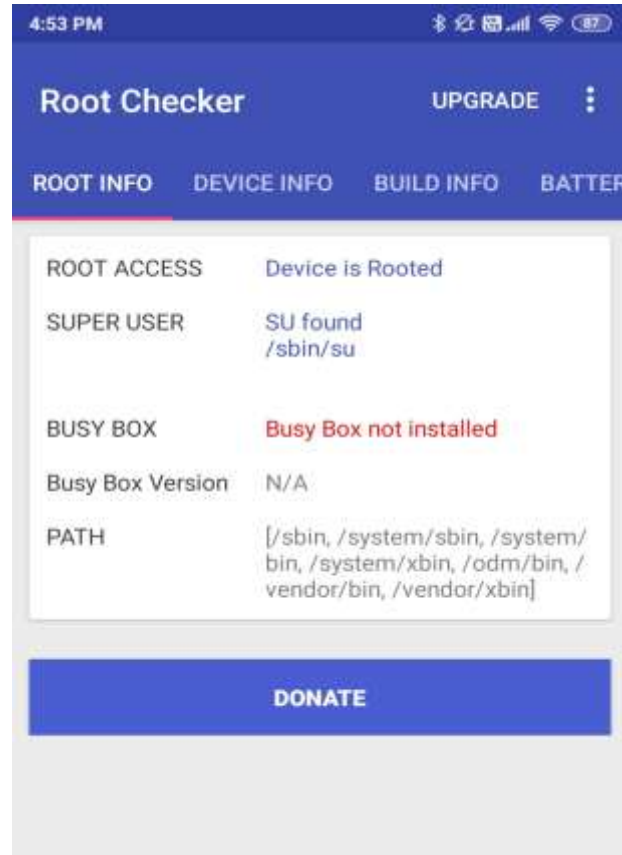 4:53 PM 87
Root Checker UPGRADE
ROOT INFO DEVICE INFO BUILD INFO BATTER
ROOT ACCESS Device is Rooted
SUPER USER SU found
/sbin/su
BUSY BOX Busy Box not installed
Busy Box Version N/A
PATH [/sbin, /system/sbin, /system/
bin, /system/xbin, /odm/bin, /
vendor/bin, /vendor/xbin]
DONATE